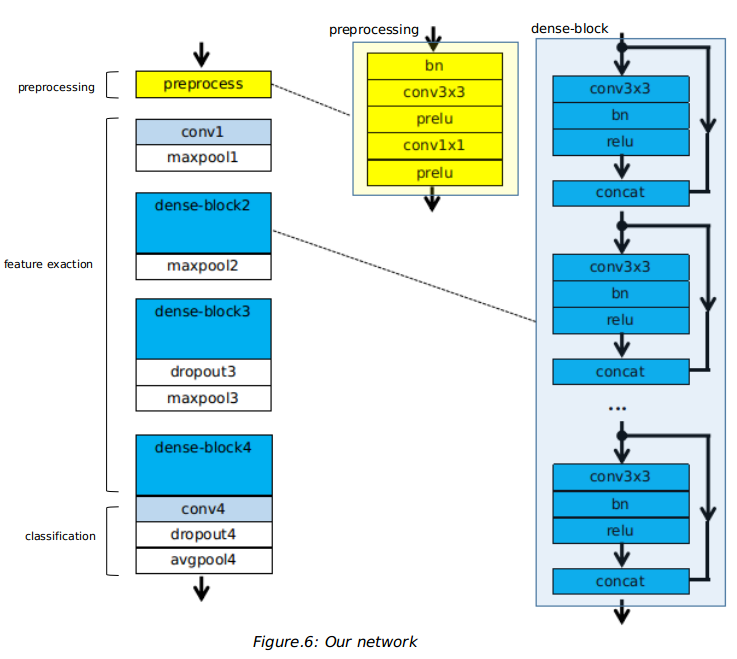 preprocessing
preprocess
feature exaction
conv1
maxpool1
dense-block2
maxpool2
dense-block3
dropout3
maxpool3
dense-block4
classification
conv4
dropout4
avgpool4
preprocessing
bn
conv3x3
prelu
conv1x1
prelu
dense-block
conv3x3
bn
relu
concat
conv3x3
bn
relu
concat
...
conv3x3
bn
relu
concat
Figure.6: Our network